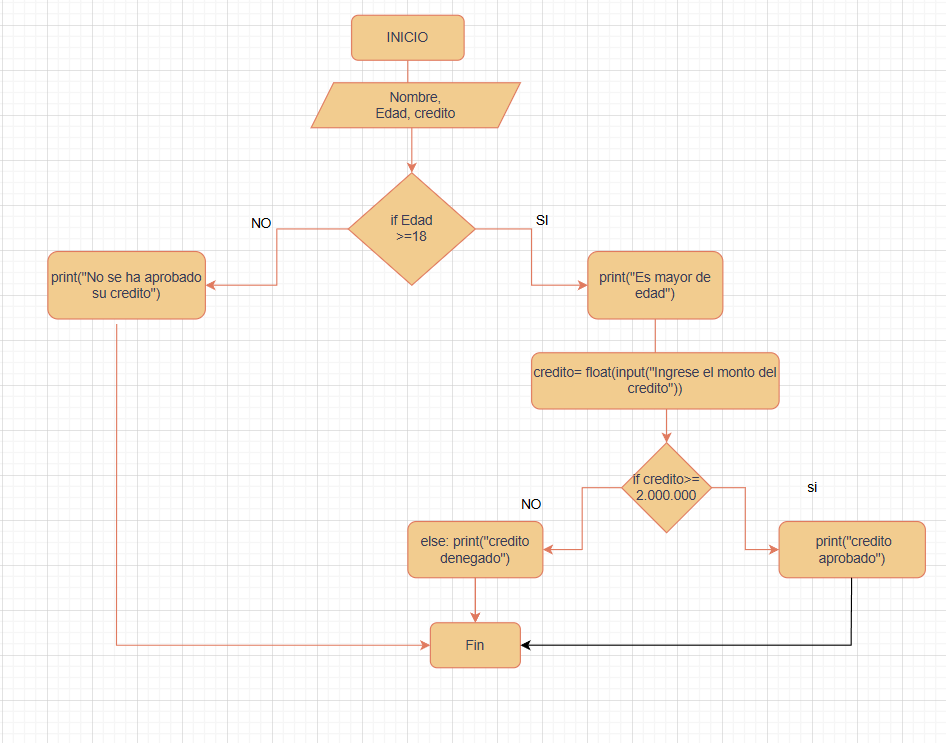 INICIO
Nombre,
Edad, credito
if Edad
>=18
NO
SI
print("No se ha aprobado
su credito")
print("Es mayor de
edad")
credito= float(input("Ingrese el monto del
credito"))
if credito>=
2.000.000
NO
si
else: print("credito
denegado")
print("credito
aprobado")
Fin